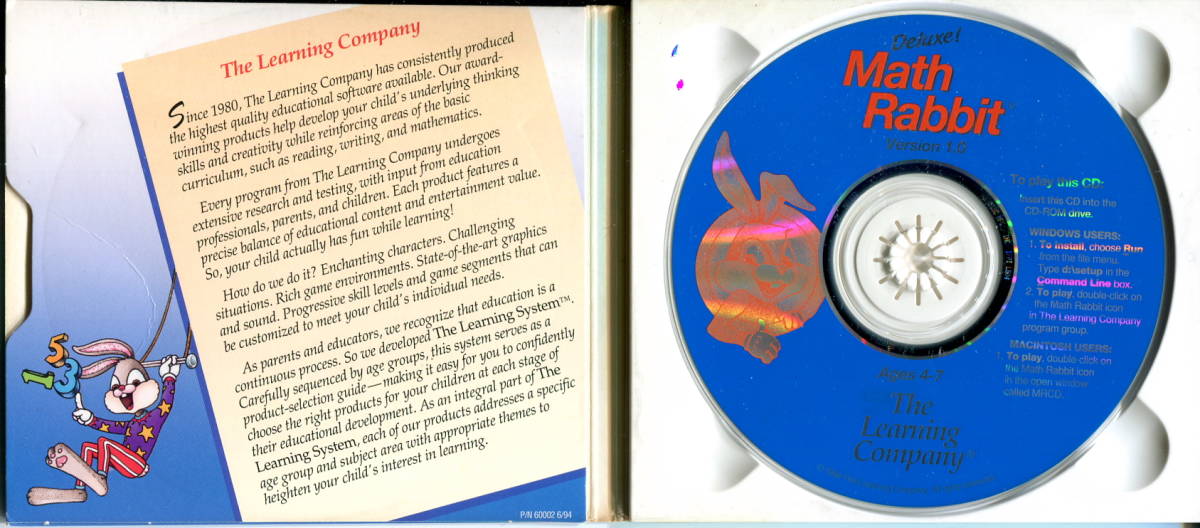 The Learning Company
Since 1980, The Learning Company has consistently produced
the highest quality educational software available. Our award-
winning products help develop your child's underlying thinking
skills and creativity while reinforcing areas of the basic
curriculum, such as reading, writing, and mathematics.
Every program from The Learning Company undergoes
extensive research and testing, with input from education
professionals, parents, and children. Each product features a
precise balance of educational content and entertainment value.
So, your child actually has fun while learning!
How do we do it? Enchanting characters. Challenging
situations. Rich game environments. State-of-the-art graphics
and sound. Progressive skill levels and game segments that can
be customized to meet your child's individual needs.
As parents and educators, we recognize that education is a
continuous process. So we developed The Learning System™.
Carefully sequenced by age groups, this system serves as a
product-selection guide—making it easy for you to confidently
choose the right products for your children at each stage of
their educational development. As an integral part of The
Learning System, each of our products addresses a specific
age group and subject area with appropriate themes to
heighten your child's interest in learning.
5
1 3
P/N 60002 6/94
Deluxe!
Math
Rabbit
Version 1.0
To play this CD:
Insert this CD into the
CD-ROM drive.
WINDOWS USERS:
1. To install, choose Run
from the file menu.
Type d:\setup in the
Command Line box.
2. To play, double-click on
the Math Rabbit icon
in The Learning Company
program group.
MACINTOSH USERS:
1. To play, double-click on
the Math Rabbit icon
in the open window
called MRCD.
Ages 4-7
The
Learning
Company®